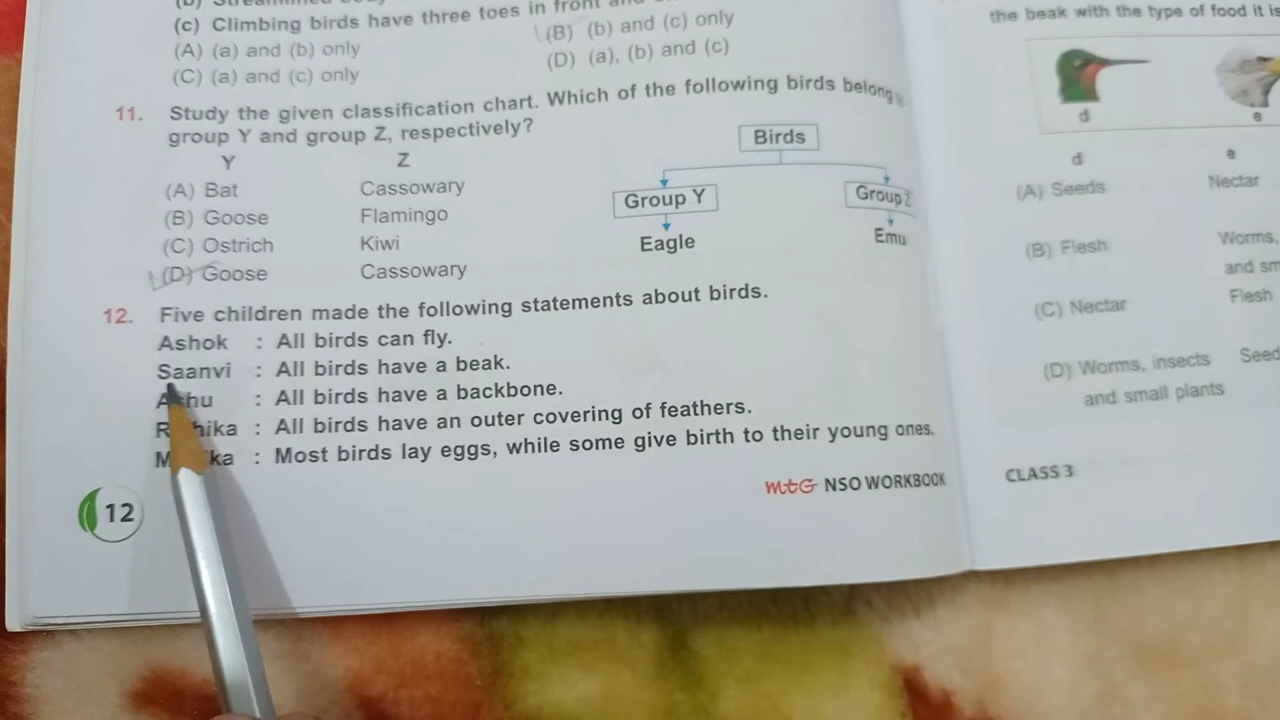 (c) Climbing birds have three toes in front and
(A) (a) and (b) only
(B) (b) and (c) only
(C) (a) and (c) only
(D) (a), (b) and (c)
11. Study the given classification chart. Which of the following birds belong
group Y and group Z, respectively?
Y Z
(A) Bat Cassowary
(B) Goose Flamingo
(C) Ostrich Kiwi
(D) Goose Cassowary
Birds
Group Y Group Z
Eagle Emu
12. Five children made the following statements about birds.
Ashok : All birds can fly.
Saanvi : All birds have a beak.
: All birds have a backbone.
: All birds have an outer covering of feathers.
: Most birds lay eggs, while some give birth to their young ones.
12
mtG NSO WORKBOOK
the beak with the type of food it is
d e
d e
(A) Seeds Nectar
(B) Flesh Worms,
and sm
(C) Nectar Flesh
(D) Worms, insects Seed
and small plants
CLASS 3